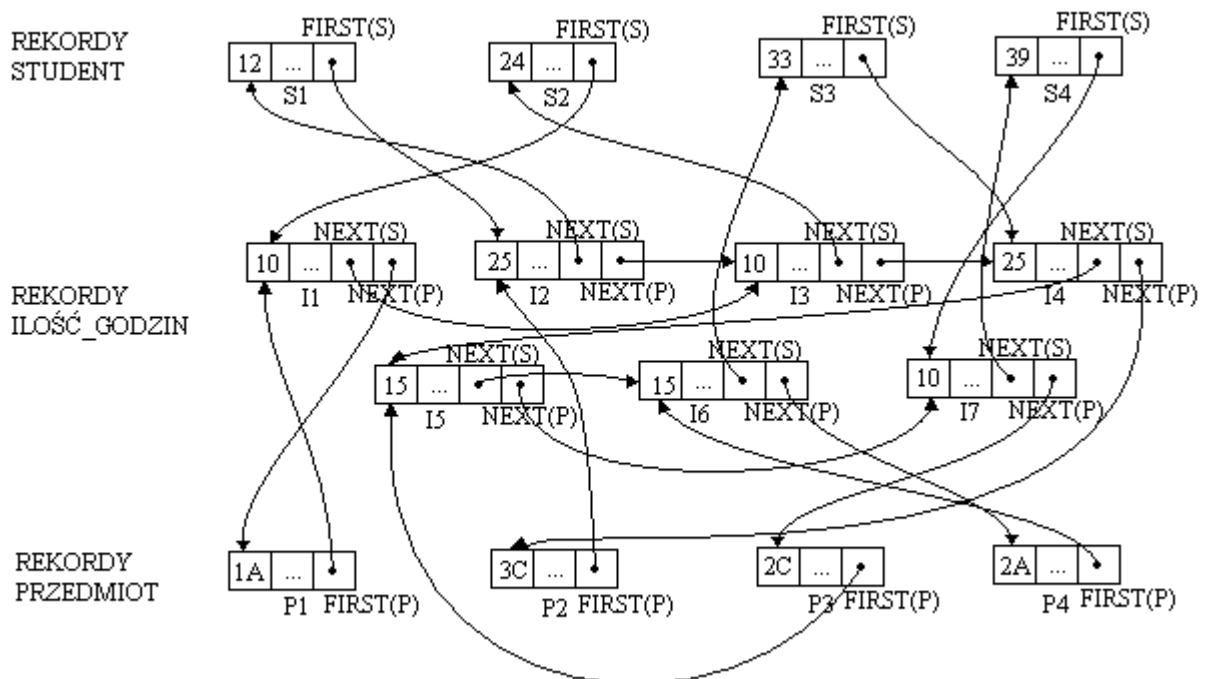 REKORDY
STUDENT
FIRST(S) FIRST(S) FIRST(S) FIRST(S)
12 ... 24 ... 33 ... 39 ...
S1 S2 S3 S4
NEXT(S) NEXT(S) NEXT(S) NEXT(S)
10 ... 25 ... 10 ... 25 ...
I1 NEXT(P) I2 NEXT(P) I3 NEXT(P) I4 NEXT(P)
REKORDY
ILOŚĆ_GODZIN
NEXT(S) NEXT(S) NEXT(S)
15 ... 15 ... 10 ...
I5 NEXT(P) I6 NEXT(P) I7 NEXT(P)
REKORDY
PRZEDMIOT
1A ... 3C ... 2C ... 2A ...
P1 FIRST(P) P2 FIRST(P) P3 FIRST(P) P4 FIRST(P)